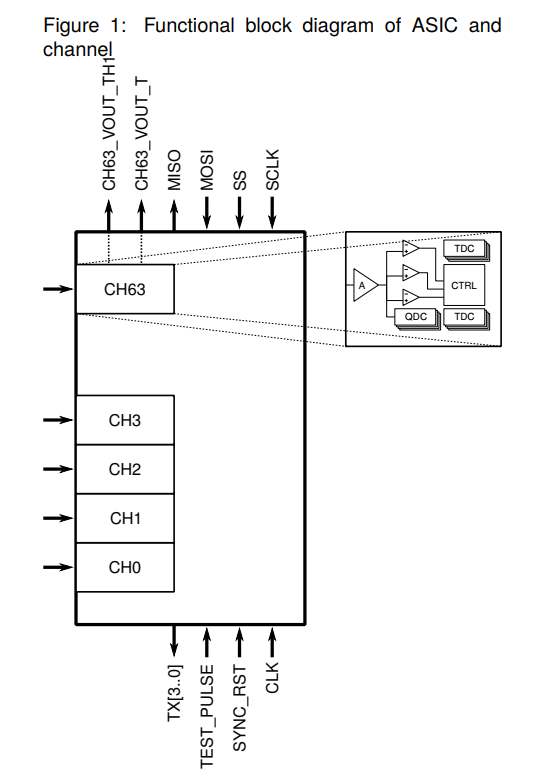 Figure 1: Functional block diagram of ASIC and
channel
CH63_VOUT_TH1
CH63_VOUT_T
MISO
MOSI
SS
SCLK
CH63
A
TDC
CTRL
QDC
TDC
CH3
CH2
CH1
CH0
TX[3..0]
TEST_PULSE
SYNC_RST
CLK